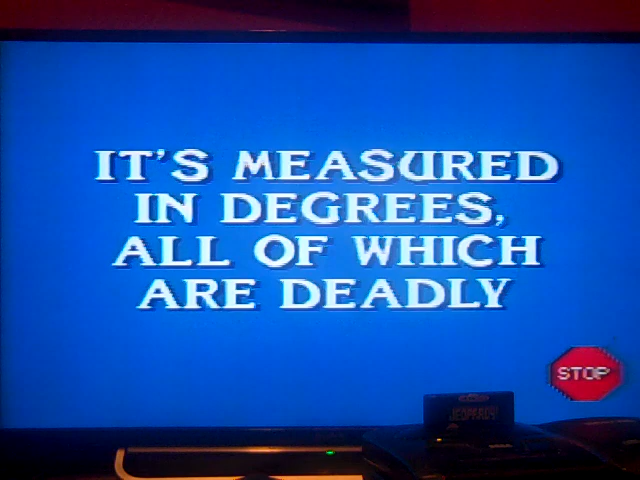 IT'S MEASURED
IN DEGREES,
ALL OF WHICH
ARE DEADLY
STOP